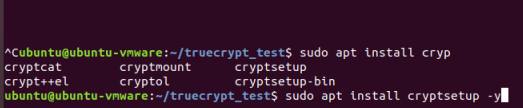 ^Cubuntu@ubuntu-vmware:~/truecrypt_test$ sudo apt install cryp
cryptcat cryptmount cryptsetup
crypt++el cryptol cryptsetup-bin
ubuntu@ubuntu-vmware:~/truecrypt_test$ sudo apt install cryptsetup -y